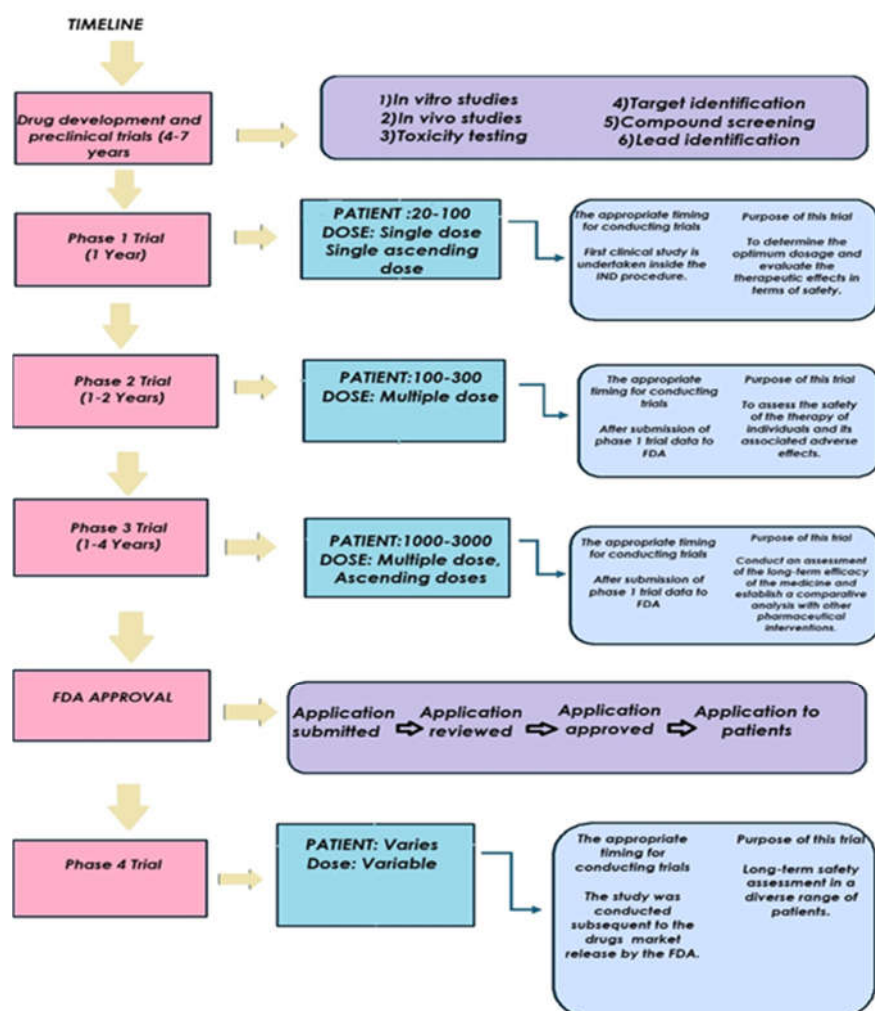 TIMELINE
Drug development and
preclinical trials (4-7
years
1)In vitro studies
2)In vivo studies
3)Toxicity testing
4)Target identification
5)Compound screening
6)Lead identification
Phase 1 Trial
(1 Year)
PATIENT :20-100
DOSE: Single dose
Single ascending
dose
The appropriate timing
for conducting trials
First clinical study is
undertaken inside the
IND procedure.
Purpose of this trial
To determine the
optimum dosage and
evaluate the
therapeutic effects in
terms of safety.
Phase 2 Trial
(1-2 Years)
PATIENT:100-300
DOSE: Multiple dose
The appropriate
timing for conducting
trials
After submission of
phase 1 trial data to
FDA
Purpose of this trial
To assess the safety
of the therapy of
individuals and its
associated adverse
effects.
Phase 3 Trial
(1-4 Years)
PATIENT:1000-3000
DOSE: Multiple dose,
Ascending doses
The appropriate timing
for conducting trials
After submission of
phase 1 trial data to
FDA
Purpose of this trial
Conduct an assessment
of the long-term efficacy
of the medicine and
establish a comparative
analysis with other
pharmaceutical
interventions.
FDA APPROVAL
Application
submitted
Application
reviewed
Application
approved
Application to
patients
Phase 4 Trial
PATIENT: Varies
Dose: Variable
The appropriate
timing for
conducting trials
The study was
conducted
subsequent to the
drugs market
release by the FDA.
Purpose of this trial
Long-term safety
assessment in a
diverse range of
patients.